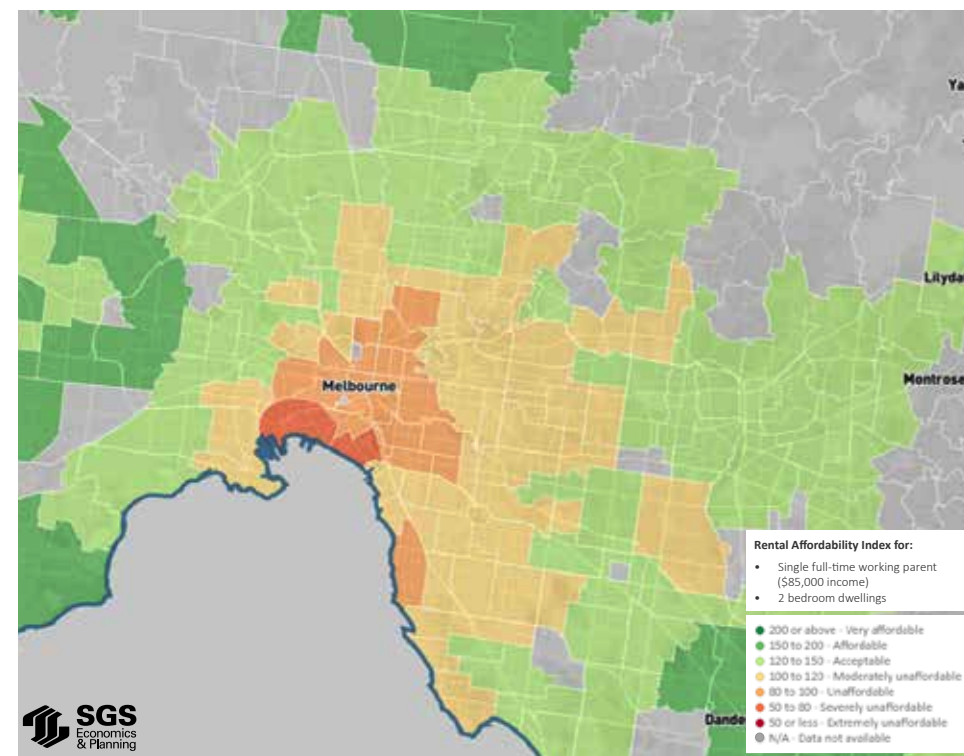 Ya
Lilyda
Melbourne
Montrose
Rental Affordability Index for:
• Single full-time working parent
($85,000 income)
• 2 bedroom dwellings
200 or above - Very affordable
150 to 200 - Affordable
120 to 150 - Acceptable
100 to 120 - Moderately unaffordable
80 to 100 - Unaffordable
50 to 80 - Severely unaffordable
50 or less - Extremely unaffordable
N/A - Data not available
Dande
SGS
Economics
& Planning